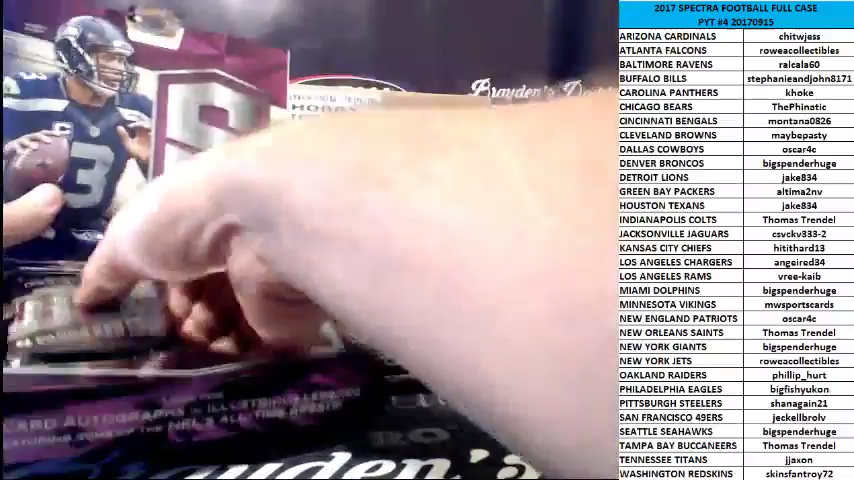 2017 SPECTRA FOOTBALL FULL CASE
PYT #4 20170915
ARIZONA CARDINALS chitwjess
ATLANTA FALCONS roweacollectibles
BALTIMORE RAVENS ralcala60
BUFFALO BILLS stephanieandjohn8171
CAROLINA PANTHERS khoke
CHICAGO BEARS ThePhinatic
CINCINNATI BENGALS montana0826
CLEVELAND BROWNS maybepasty
DALLAS COWBOYS oscar4c
DENVER BRONCOS bigspenderhuge
DETROIT LIONS jake834
GREEN BAY PACKERS altima2nv
HOUSTON TEXANS jake834
INDIANAPOLIS COLTS Thomas Trendel
JACKSONVILLE JAGUARS csvckv333-2
KANSAS CITY CHIEFS hitithard13
LOS ANGELES CHARGERS angeired34
LOS ANGELES RAMS vree-kaib
MIAMI DOLPHINS bigspenderhuge
MINNESOTA VIKINGS mwsportscards
NEW ENGLAND PATRIOTS oscar4c
NEW ORLEANS SAINTS Thomas Trendel
NEW YORK GIANTS bigspenderhuge
NEW YORK JETS roweacollectibles
OAKLAND RAIDERS phillip_hurt
PHILADELPHIA EAGLES bigfishyukon
PITTSBURGH STEELERS shanagain21
SAN FRANCISCO 49ERS jeckellbrolv
SEATTLE SEAHAWKS bigspenderhuge
TAMPA BAY BUCCANEERS Thomas Trendel
TENNESSEE TITANS jjaxon
WASHINGTON REDSKINS skinsfantroy72
Brayden's
S
3
CARD AUTOGRAPHS
Brayden's